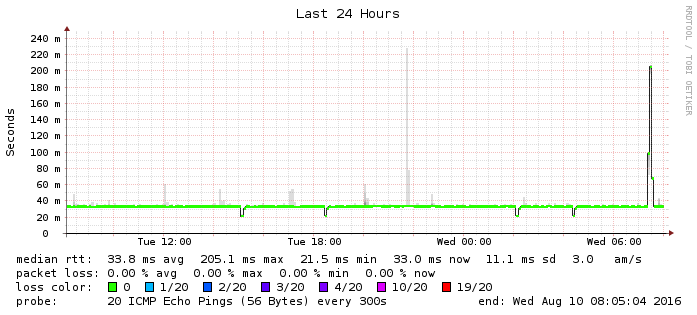 Last 24 Hours
RRDTOOL / TOBI OETIKER
Seconds
240 m
220 m
200 m
180 m
160 m
140 m
120 m
100 m
80 m
60 m
40 m
20 m
0
Tue 12:00 Tue 18:00 Wed 00:00 Wed 06:00
median rtt: 33.8 ms avg 205.1 ms max 21.5 ms min 33.0 ms now 11.1 ms sd 3.0 am/s
packet loss: 0.00 % avg 0.00 % max 0.00 % min 0.00 % now
loss color: 0 1/20 2/20 3/20 4/20 10/20 19/20
probe: 20 ICMP Echo Pings (56 Bytes) every 300s end: Wed Aug 10 08:05:04 2016